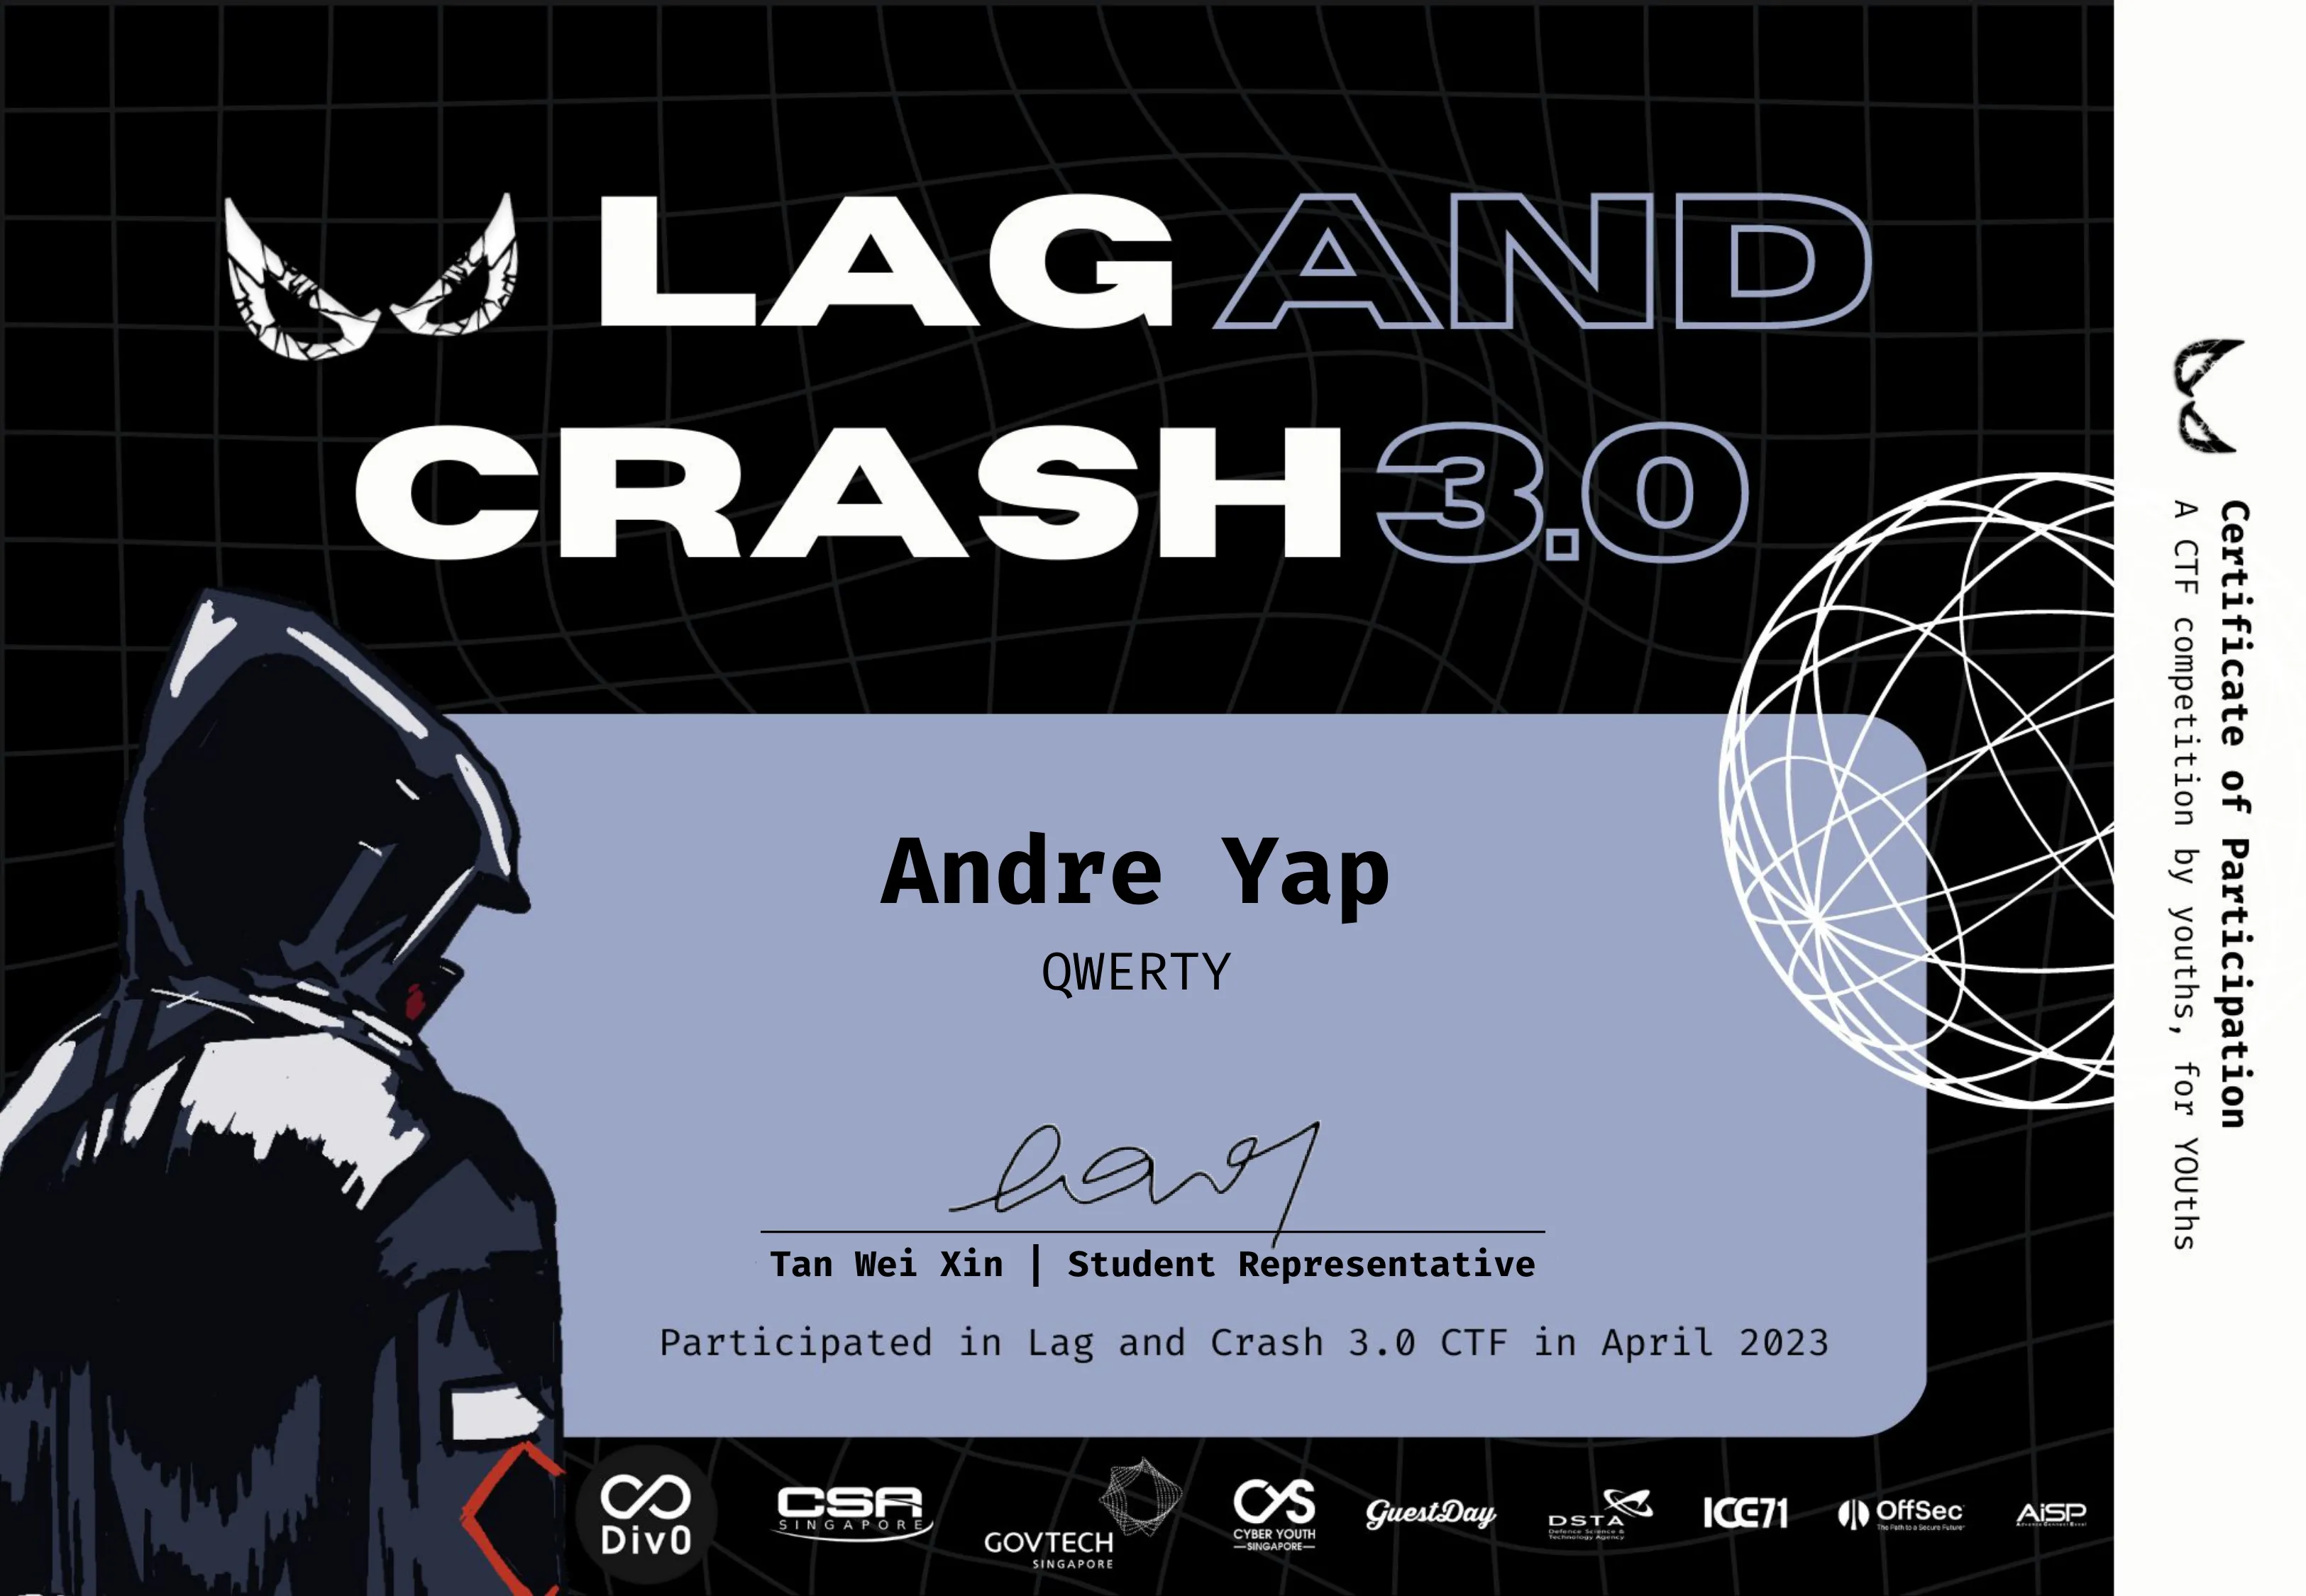 LAG AND
CRASH 3.0
Certificate of Participation
A CTF competition by youths, for YOUths
Andre Yap
QWERTY
Tan Wei Xin | Student Representative
Participated in Lag and Crash 3.0 CTF in April 2023
Div0
CSA
SINGAPORE
GOVTECH
SINGAPORE
CYS
CYBER YOUTH
SINGAPORE
GuestDay
DSTA
Defence Science &
Technology Agency
ICE71
OffSec
The Path to a Secure Future
AiSP